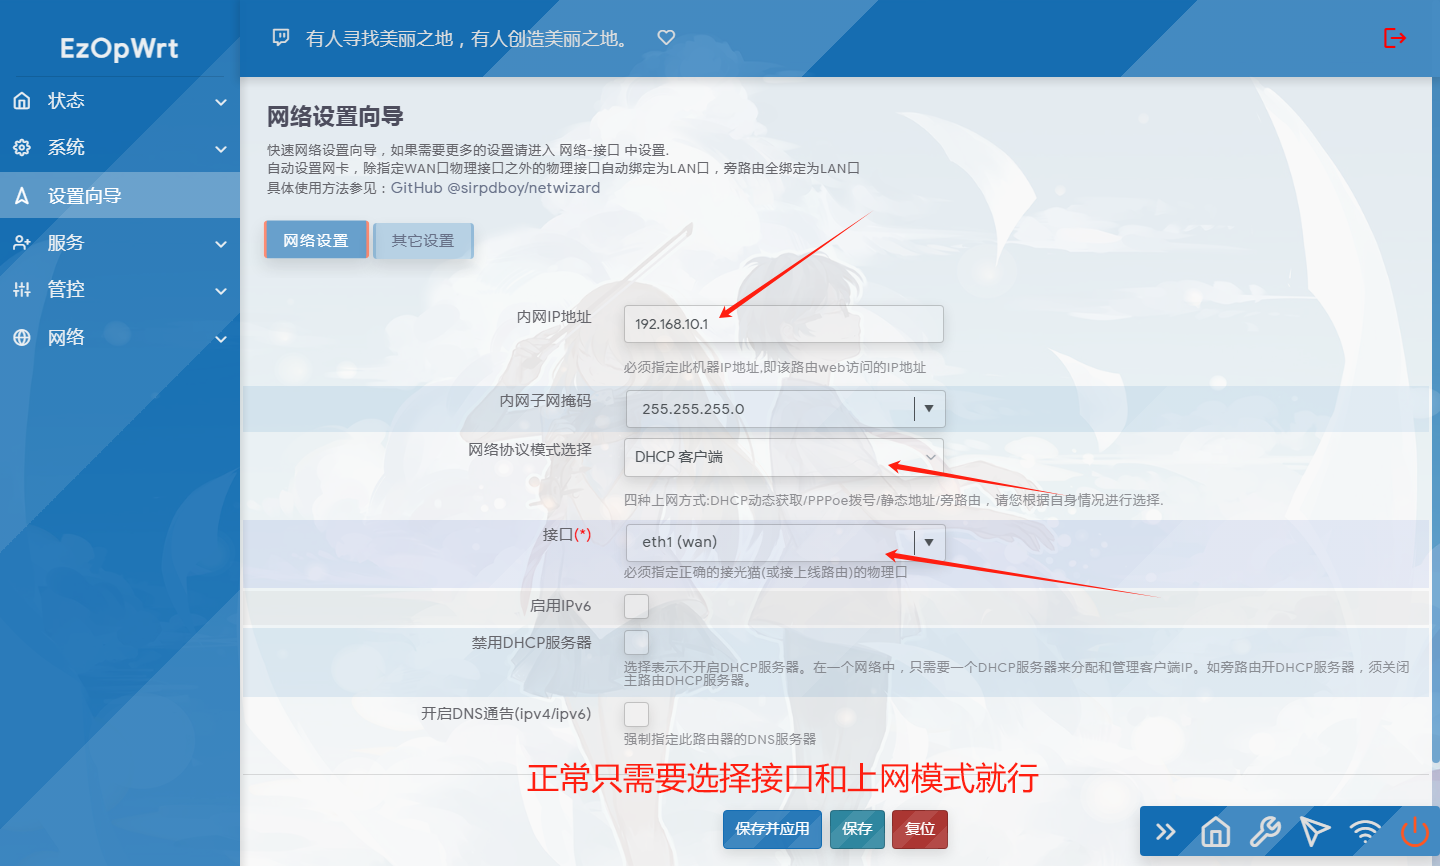 EzOpWrt
有人寻找美丽之地，有人创造美丽之地。
状态
系统
设置向导
服务
管控
网络
网络设置向导
快速网络设置向导，如果需要更多的设置请进入 网络-接口 中设置.
自动设置网卡，除指定WAN口物理接口之外的物理接口自动绑定为LAN口，旁路由全绑定为LAN口
具体使用方法参见：GitHub @sirpdboy/netwizard
网络设置
其它设置
内网IP地址
192.168.10.1
必须指定此机器IP地址,即该路由web访问的IP地址
内网子网掩码
255.255.255.0
网络协议模式选择
DHCP 客户端
四种上网方式:DHCP动态获取/PPPoe拨号/静态地址/旁路由，请您根据自身情况进行选择.
接口(*)
eth1 (wan)
必须指定正确的接光猫(或接上线路由)的物理口
启用IPv6
禁用DHCP服务器
选择表示不开启DHCP服务器。在一个网络中，只需要一个DHCP服务器来分配和管理客户端IP。如旁路由开DHCP服务器，须关闭
主路由DHCP服务器。
开启DNS通告(ipv4/ipv6)
强制指定此路由器的DNS服务器
正常只需要选择接口和上网模式就行
保存并应用
保存
复位